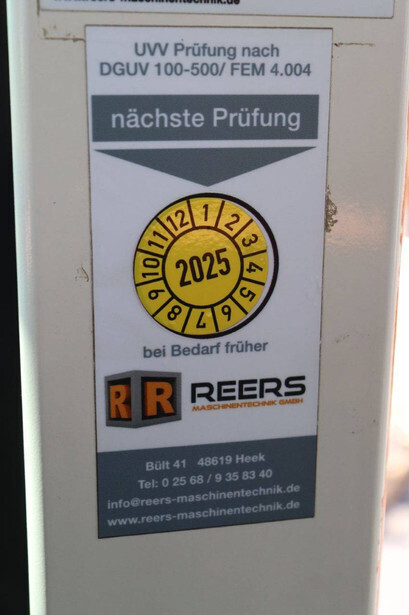 UVV Prüfung nach
DGUV 100-500/ FEM 4.004
nächste Prüfung
1 2 3 4 5 6 7 8 9 10 11 12
2025
bei Bedarf früher
RR REERS
MASCHINENTECHNIK GMBH
Bült 41 48619 Heek
Tel: 0 25 68 / 9 35 83 40
info@reers-maschinentechnik.de
www.reers-maschinentechnik.de